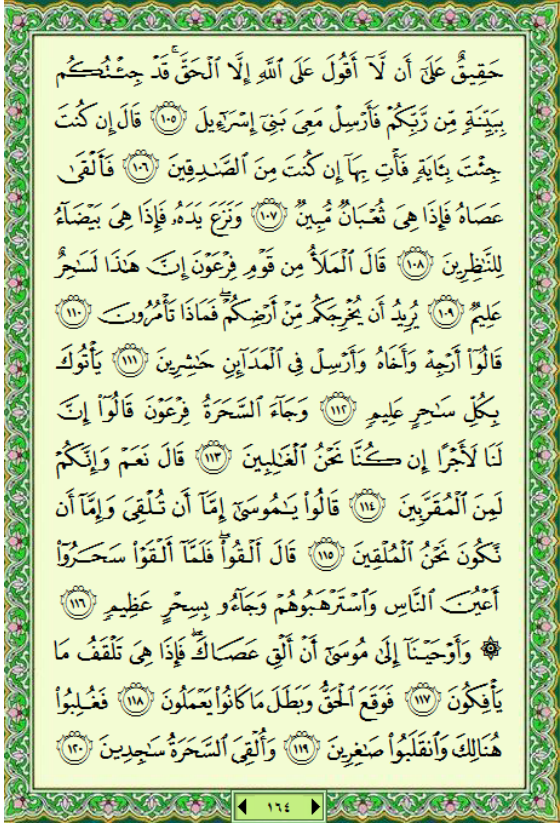 حَقِيقٌ عَلَىٰٓ أَن لَّآ أَقُولَ عَلَى ٱللَّهِ إِلَّا ٱلْحَقَّ ۚ قَدْ جِئْتُكُم
بِبَيِّنَةٍ مِّن رَّبِّكُمْ فَأَرْسِلْ مَعِىَ بَنِىٓ إِسْرَٰٓءِيلَ ١٠٥ قَالَ إِن كُنتَ
جِئْتَ بِـَٔايَةٍ فَأْتِ بِهَآ إِن كُنتَ مِنَ ٱلصَّـٰدِقِينَ ١٠٦ فَأَلْقَىٰ
عَصَاهُ فَإِذَا هِىَ ثُعْبَانٌ مُّبِينٌ ١٠٧ وَنَزَعَ يَدَهُۥ فَإِذَا هِىَ بَيْضَآءُ
لِلنَّـٰظِرِينَ ١٠٨ قَالَ ٱلْمَلَأُ مِن قَوْمِ فِرْعَوْنَ إِنَّ هَـٰذَا لَسَـٰحِرٌ
عَلِيمٌ ١٠٩ يُرِيدُ أَن يُخْرِجَكُم مِّنْ أَرْضِكُمْ ۖ فَمَاذَا تَأْمُرُونَ ١١٠
قَالُوٓا۟ أَرْجِهْ وَأَخَاهُ وَأَرْسِلْ فِى ٱلْمَدَآئِنِ حَـٰشِرِينَ ١١١ يَأْتُوكَ
بِكُلِّ سَـٰحِرٍ عَلِيمٍ ١١٢ وَجَآءَ ٱلسَّحَرَةُ فِرْعَوْنَ قَالُوٓا۟ إِنَّ
لَنَا لَأَجْرًا إِن كُنَّا نَحْنُ ٱلْغَـٰلِبِينَ ١١٣ قَالَ نَعَمْ وَإِنَّكُمْ
لَمِنَ ٱلْمُقَرَّبِينَ ١١٤ قَالُوا۟ يَـٰمُوسَىٰٓ إِمَّآ أَن تُلْقِىَ وَإِمَّآ أَن
نَّكُونَ نَحْنُ ٱلْمُلْقِينَ ١١٥ قَالَ أَلْقُوا۟ ۖ فَلَمَّآ أَلْقَوْا۟ سَحَرُوٓا۟
أَعْيُنَ ٱلنَّاسِ وَٱسْتَرْهَبُوهُمْ وَجَآءُو بِسِحْرٍ عَظِيمٍ ١١٦
۞ وَأَوْحَيْنَآ إِلَىٰ مُوسَىٰٓ أَنْ أَلْقِ عَصَاكَ ۖ فَإِذَا هِىَ تَلْقَفُ مَا
يَأْفِكُونَ ١١٧ فَوَقَعَ ٱلْحَقُّ وَبَطَلَ مَا كَانُوا۟ يَعْمَلُونَ ١١٨ فَغُلِبُوا۟
هُنَالِكَ وَٱنقَلَبُوا۟ صَـٰغِرِينَ ١١٩ وَأُلْقِىَ ٱلسَّحَرَةُ سَـٰجِدِينَ ١٢٠
١٦٤